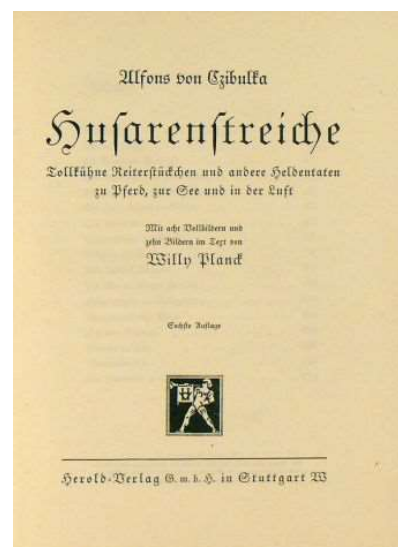 Alfons von Czibulka
Husarenstreiche
Tollkühne Reiterstückchen und andere Heldentaten
zu Pferd, zur See und in der Luft
Mit acht Vollbildern und
zehn Bildern im Text von
Willy Planck
Sechste Auflage
Herold-Verlag G. m. b. H. in Stuttgart W